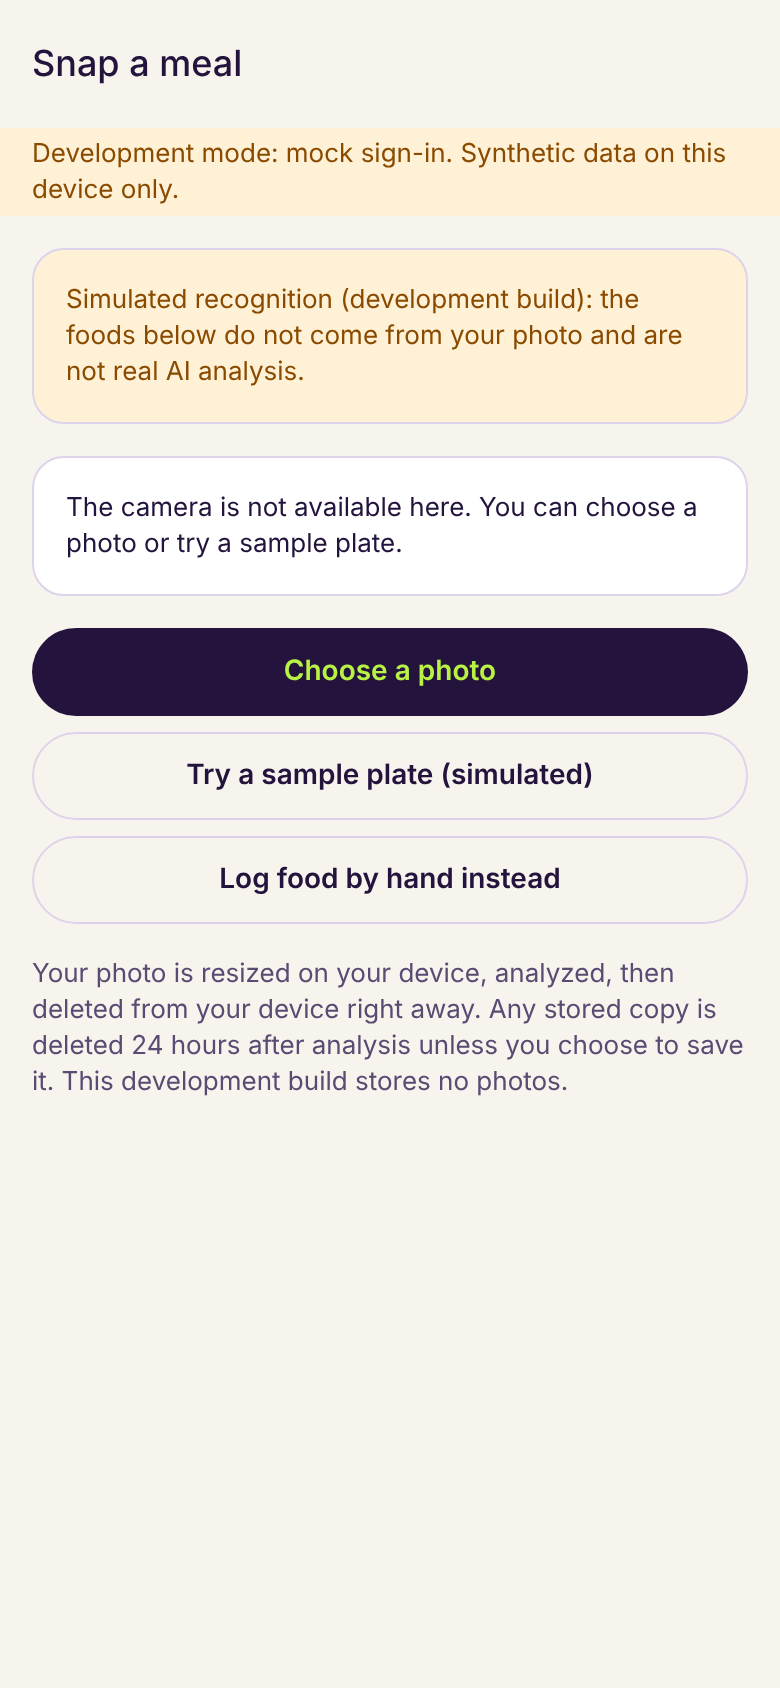 Snap a meal
Development mode: mock sign-in. Synthetic data on this
device only.
Simulated recognition (development build): the
foods below do not come from your photo and are
not real AI analysis.
The camera is not available here. You can choose a
photo or try a sample plate.
Choose a photo
Try a sample plate (simulated)
Log food by hand instead
Your photo is resized on your device, analyzed, then
deleted from your device right away. Any stored copy is
deleted 24 hours after analysis unless you choose to save
it. This development build stores no photos.